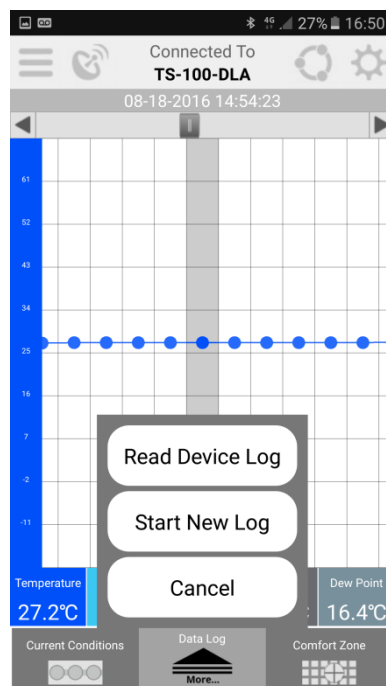 4G 27% 16:50
Connected To
TS-100-DLA
08-18-2016 14:54:23
61
52
43
34
25
16
7
-2
-11
Read Device Log
Start New Log
Cancel
Temperature
Dew Point
27.2°C
16.4°C
Current Conditions
Data Log
Comfort Zone
More...